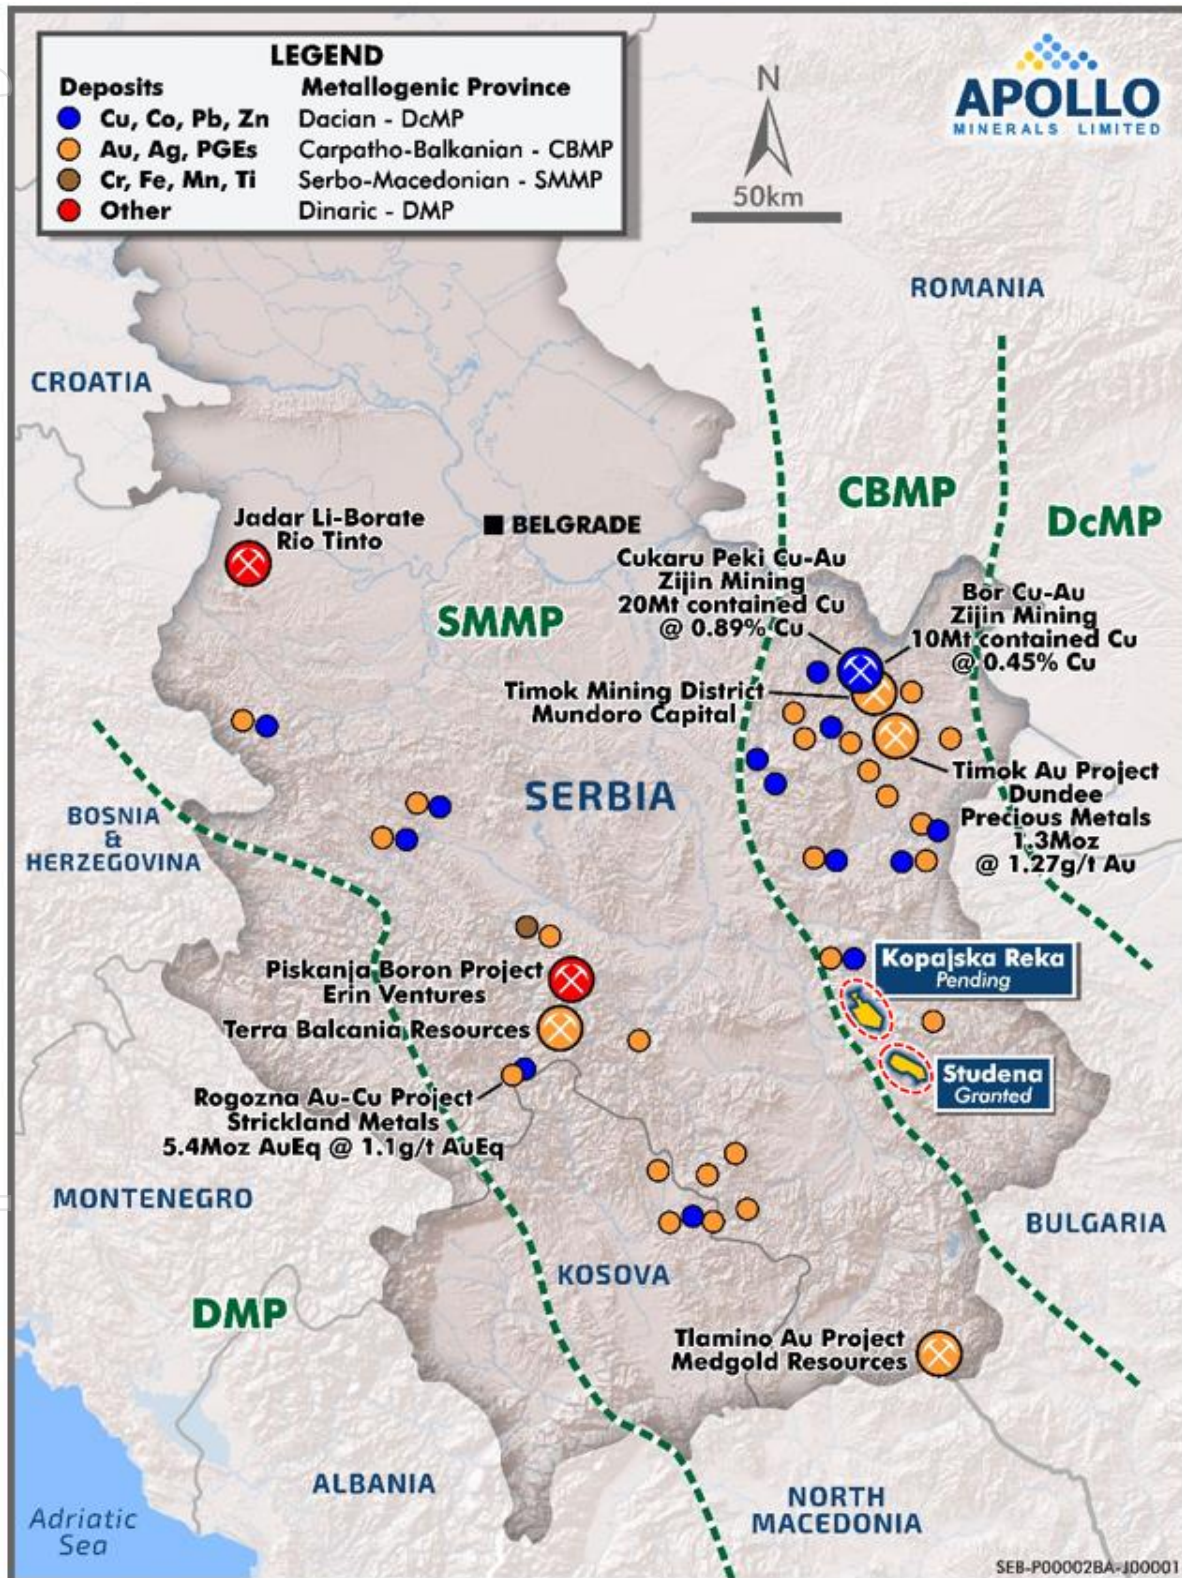 LEGEND
Deposits Metallogenic Province
Cu, Co, Pb, Zn Dacian - DcMP
Au, Ag, PGEs Carpatho-Balkanian - CBMP
Cr, Fe, Mn, Ti Serbo-Macedonian - SMMP
Other Dinaric - DMP
N
50km
APOLLO
MINERALS LIMITED
ROMANIA
CROATIA
CBMP
DcMP
Jadar Li-Borate
Rio Tinto
BELGRADE
SMMP
Cukaru Peki Cu-Au
Zijin Mining
20Mt contained Cu
@ 0.89% Cu
Bor Cu-Au
Zijin Mining
10Mt contained Cu
@ 0.45% Cu
Timok Mining District
Mundoro Capital
SERBIA
Timok Au Project
Dundee
Precious Metals
1.3Moz
@ 1.27g/t Au
BOSNIA
&
HERZEGOVINA
Piskanja Boron Project
Erin Ventures
Terra Balcania Resources
Kopajska Reka
Pending
Studena
Granted
Rogozna Au-Cu Project
Strickland Metals
5.4Moz AuEq @ 1.1g/t AuEq
MONTENEGRO
BULGARIA
KOSOVA
DMP
Tlamino Au Project
Medgold Resources
ALBANIA
NORTH
MACEDONIA
Adriatic
Sea
SEB-P00002BA-J00001